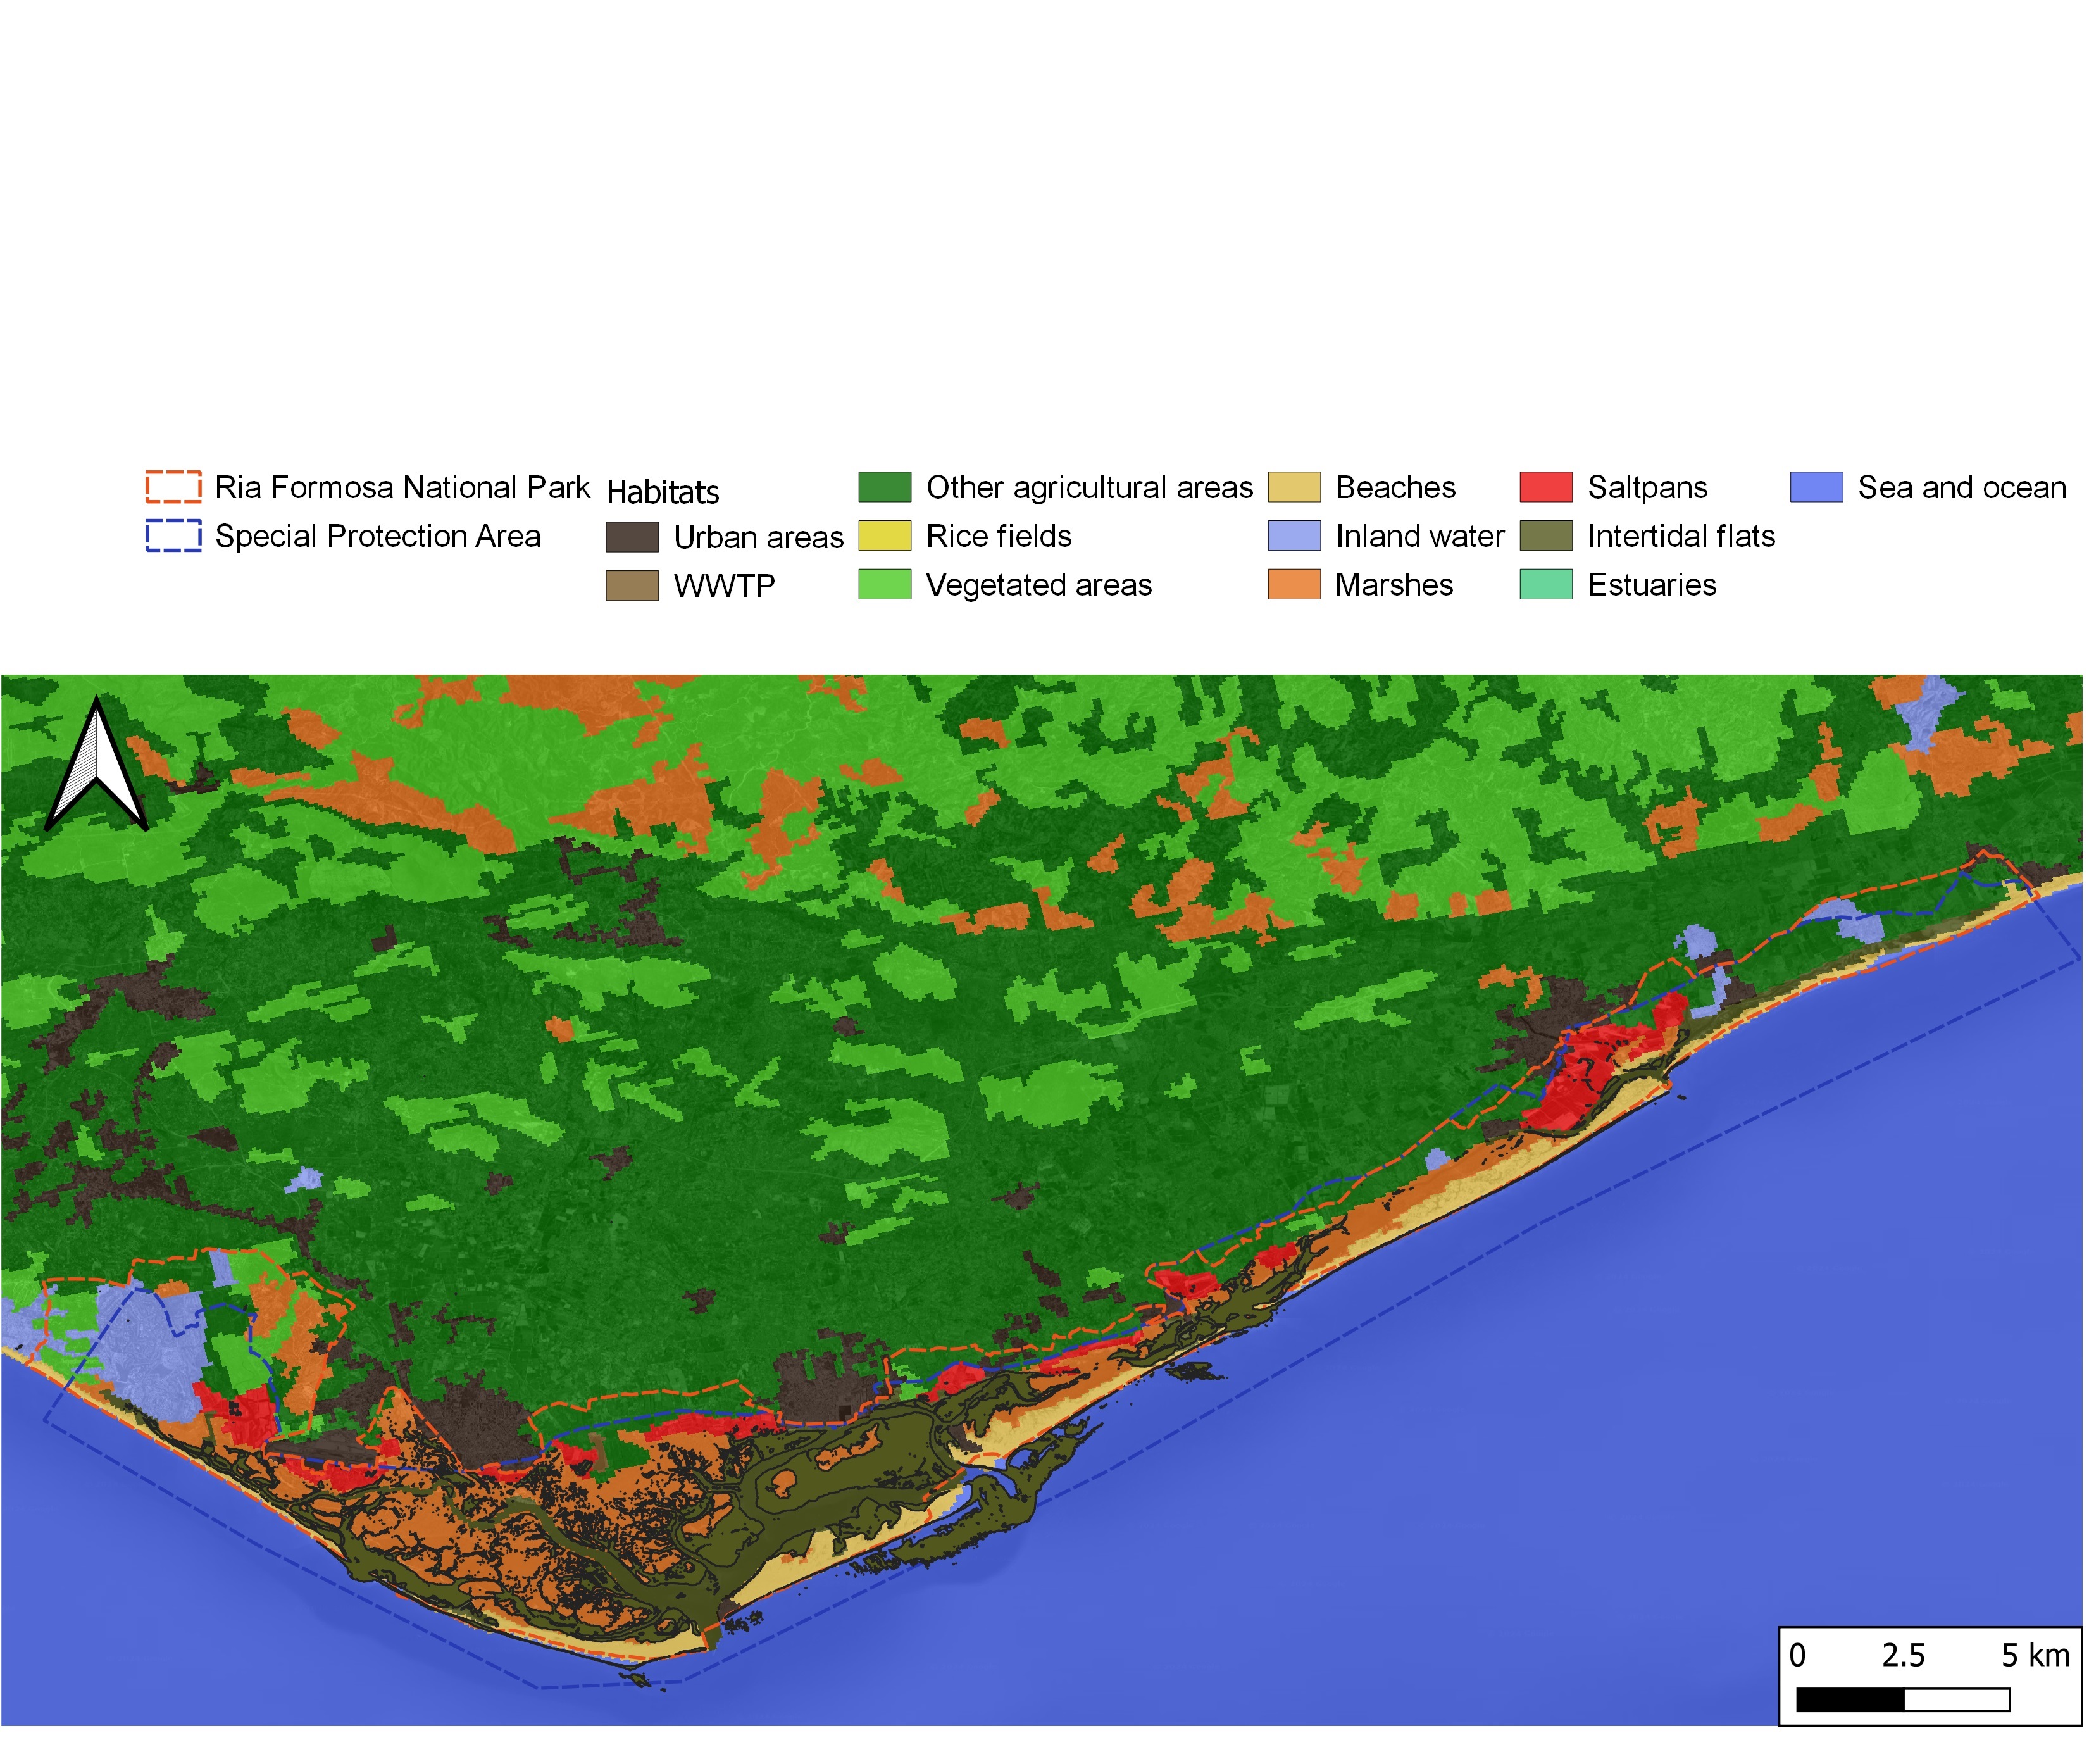 Ria Formosa National Park
Special Protection Area
Habitats
Urban areas
WWTP
Other agricultural areas
Rice fields
Vegetated areas
Beaches
Inland water
Marshes
Saltpans
Intertidal flats
Estuaries
Sea and ocean
0 2.5 5 km